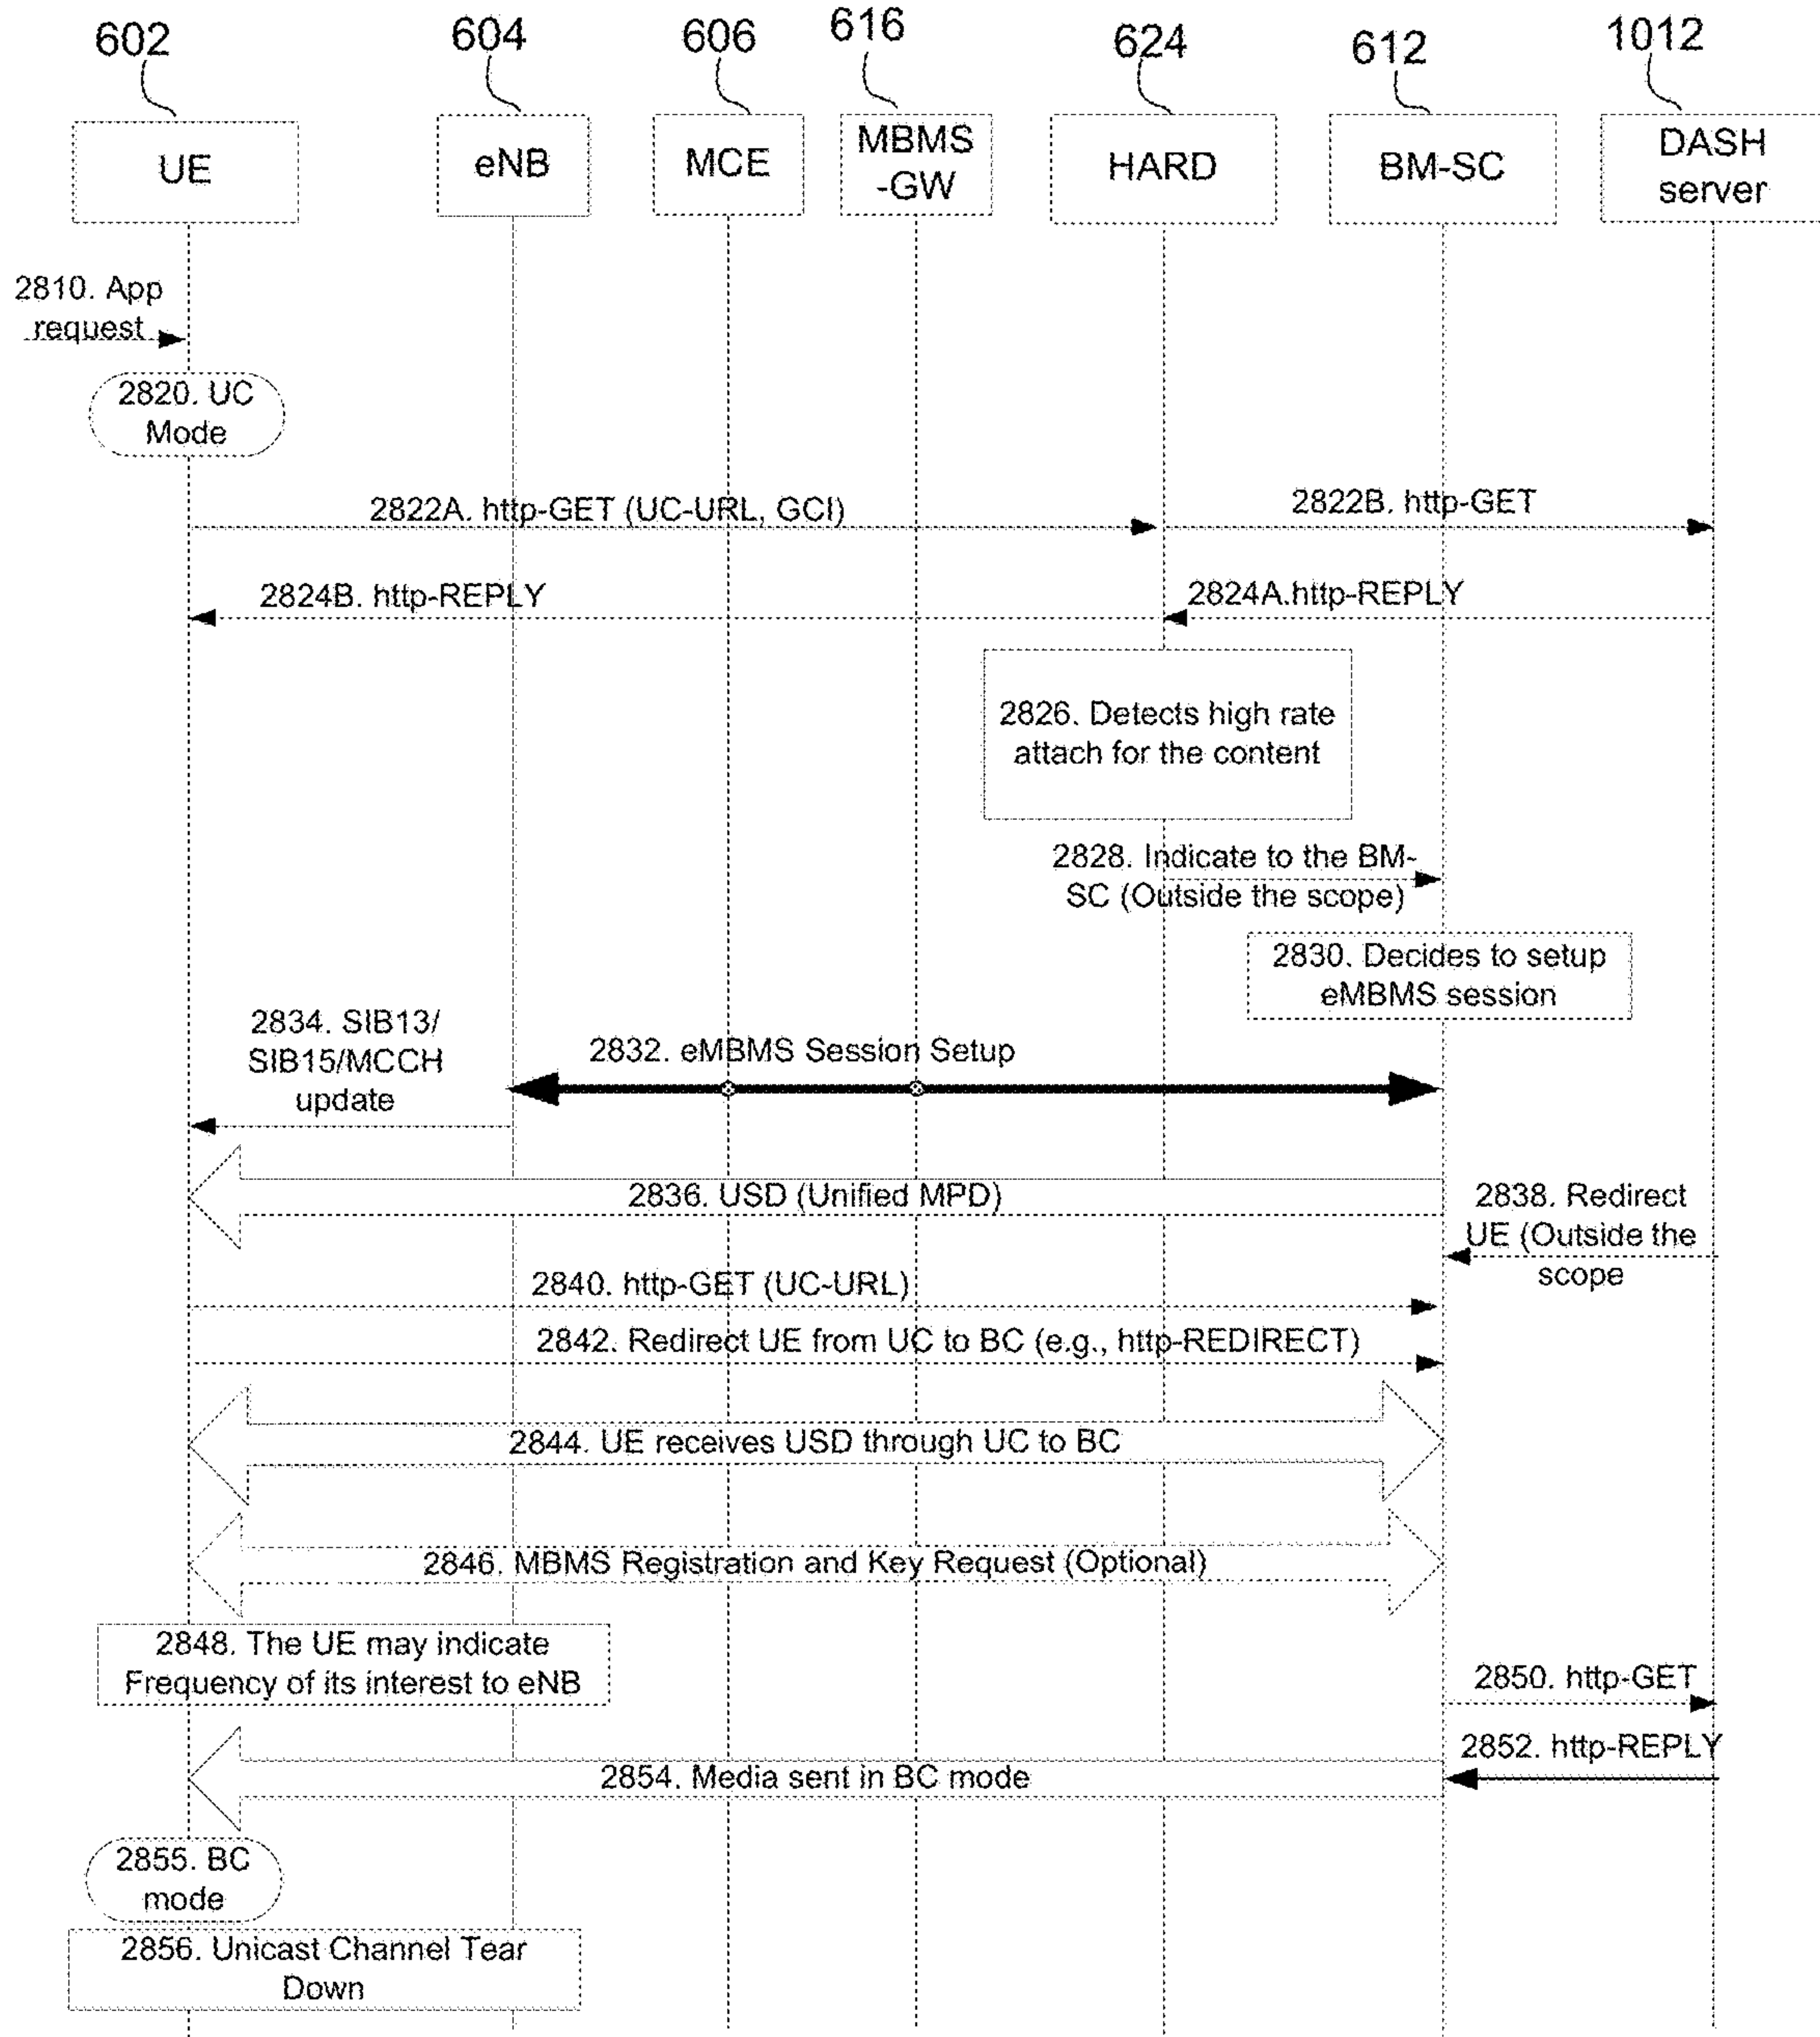 602
604
606
616
624
612
1012
UE
eNB
MCE
MBMS
-GW
HARD
BM-SC
DASH
server
2810. App
request
2820. UC
Mode
2822A. http-GET (UC-URL, GCI)
2822B. http-GET
2824B. http-REPLY
2824A.http-REPLY
2826. Detects high rate
attach for the content
2828. Indicate to the BM-
SC (Outside the scope)
2830. Decides to setup
eMBMS session
2834. SIB13/
SIB15/MCCH
update
2832. eMBMS Session Setup
2836. USD (Unified MPD)
2838. Redirect
UE (Outside the
scope
2840. http-GET (UC-URL)
2842. Redirect UE from UC to BC (e.g., http-REDIRECT)
2844. UE receives USD through UC to BC
2846. MBMS Registration and Key Request (Optional)
2848. The UE may indicate
Frequency of its interest to eNB
2850. http-GET
2852. http-REPLY
2854. Media sent in BC mode
2855. BC
mode
2856. Unicast Channel Tear
Down